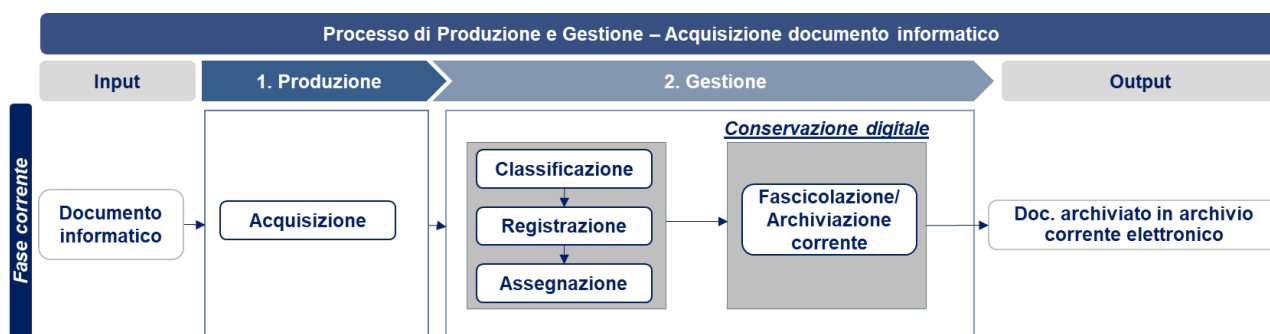 Processo di Produzione e Gestione – Acquisizione documento informatico
Input
1. Produzione
2. Gestione
Output
Fase corrente
Documento
informatico
Acquisizione
Classificazione
Registrazione
Assegnazione
Conservazione digitale
Fascicolazione/
Archiviazione
corrente
Doc. archiviato in archivio
corrente elettronico